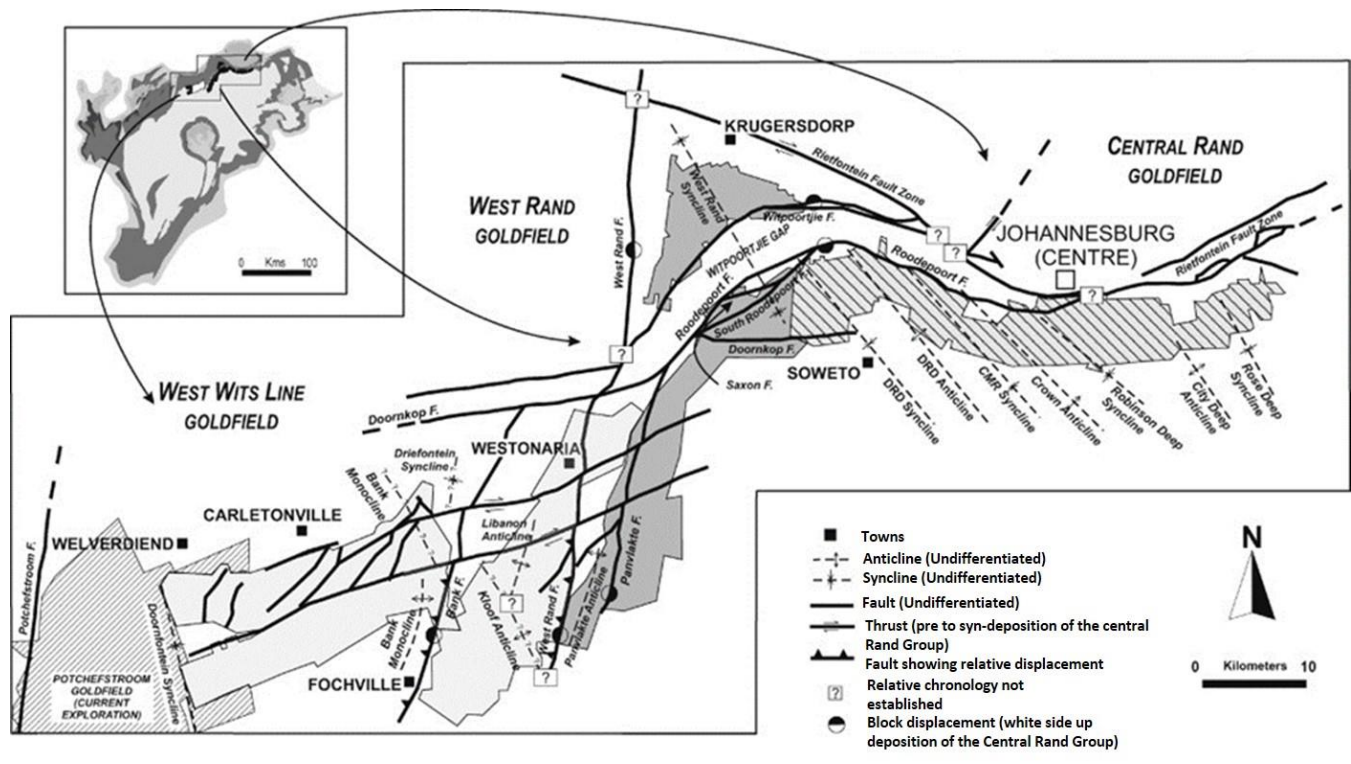 0 Kms 100
?
KRUGERSDORP
CENTRAL RAND
GOLDFIELD
Rietfontein Fault Zone
West Rand
Syncline
WEST RAND
GOLDFIELD
West Rand F.
Witpoortjie F.
WITPOORTJIE GAP
?
?
JOHANNESBURG
(CENTRE)
Rietfontein Fault Zone
Roodepoort F.
Roodepoort F.
South Roodepoort F.
?
?
Doornkop F.
SOWETO
Saxon F.
DRD Syncline
DRD Anticline
CMR Syncline
Crown Anticline
Robinson Deep
Syncline
City Deep
Anticline
Rose Deep
Syncline
WEST WITS LINE
GOLDFIELD
Doornkop F.
Driefontein
Syncline
WESTONARIA
Bank
Monocline
CARLETONVILLE
Libanon
Anticline
WELVERDIEND
Potchefstroom F.
Doornfontein Syncline
Bank
Monocline
Bank F.
Kloof Anticline
?
West Rand F.
Panvlakte Anticline
Panvlakte F.
?
FOCHVILLE
POTCHEFSTROOM
GOLDFIELD
(CURRENT
EXPLORATION)
Towns
Anticline (Undifferentiated)
Syncline (Undifferentiated)
Fault (Undifferentiated)
Thrust (pre to syn-deposition of the central
Rand Group)
Fault showing relative displacement
? Relative chronology not
established
Block displacement (white side up
deposition of the Central Rand Group)
N
0 Kilometers 10